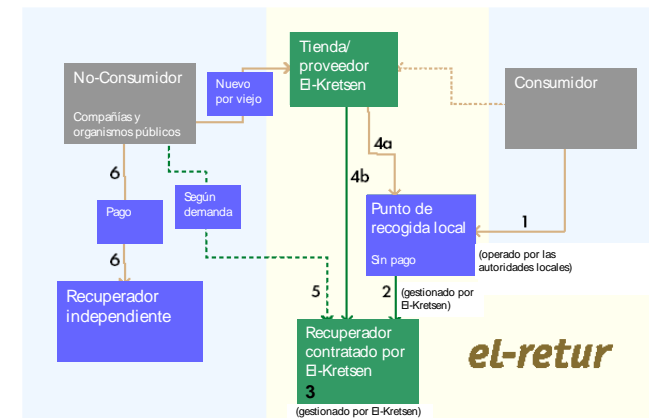 Tienda/
proveedor
El-Kretsen
No-Consumidor
Compañías y
organismos públicos
Nuevo
por viejo
Consumidor
4a
4b
6
Pago
6
Según
demanda
Punto de
recogida local
Sin pago
1
(operado por las
autoridades locales)
Recuperador
independiente
5
2
(gestionado por
El-Kretsen)
Recuperador
contratado por
El-Kretsen
3
(gestionado por El-Kretsen)
el-retur